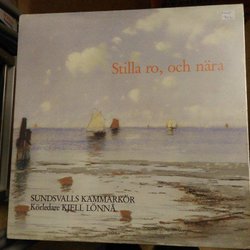 Stilla ro, och nära
SUNDSVALLS KAMMARKÖR
Körledare KJELL LÖNNÅ